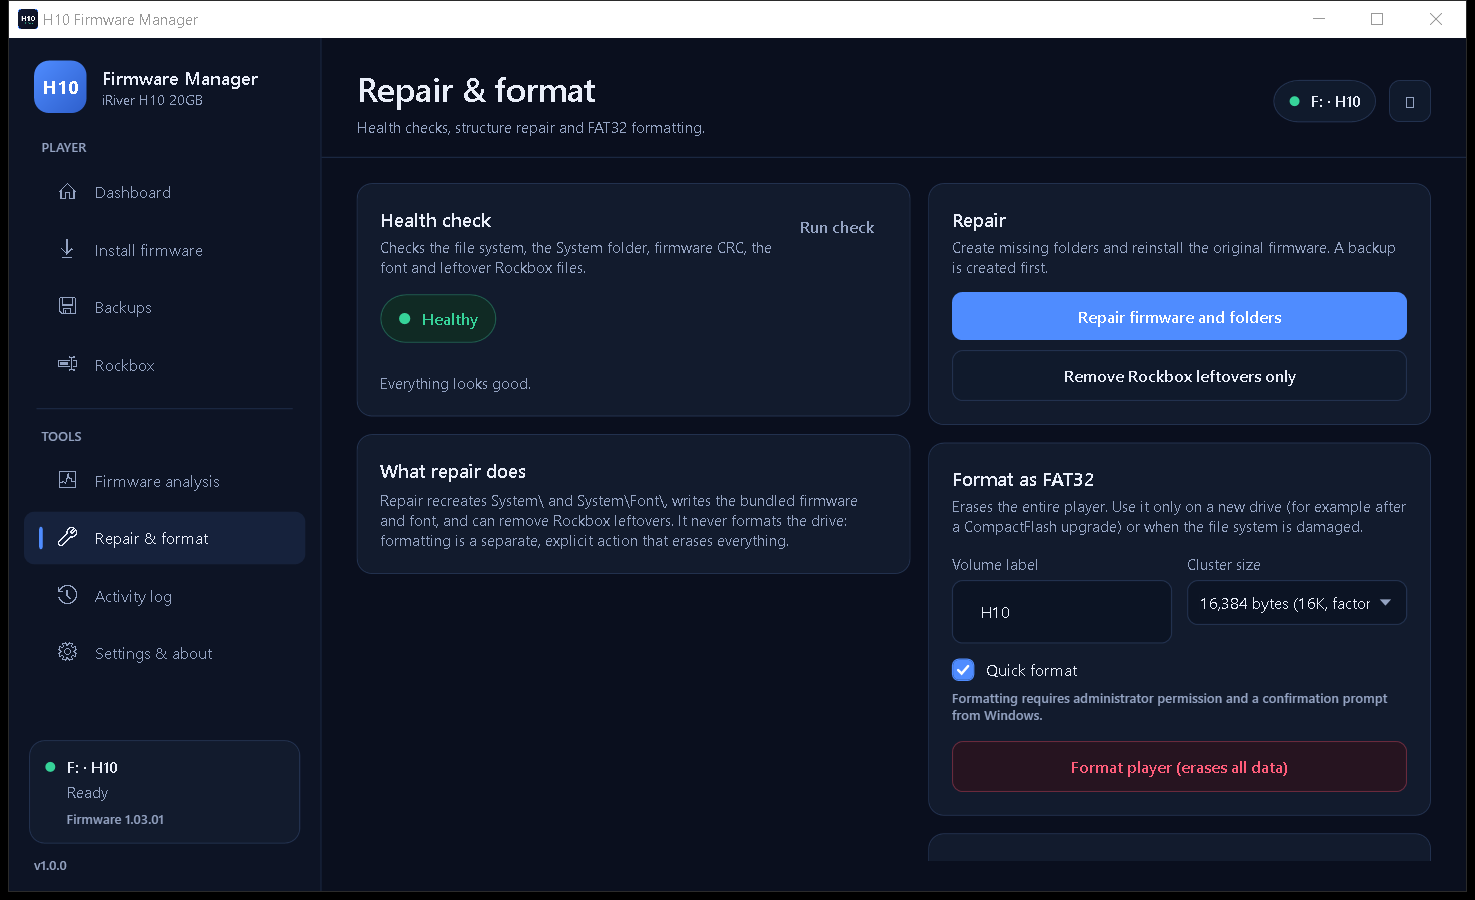 H10 H10 Firmware Manager
H10 Firmware Manager
iRiver H10 20GB
PLAYER
Dashboard
Install firmware
Backups
Rockbox
TOOLS
Firmware analysis
Repair & format
Activity log
Settings & about
F: · H10
Ready
Firmware 1.03.01
v1.0.0
Repair & format
Health checks, structure repair and FAT32 formatting.
F: · H10
Health check
Run check
Checks the file system, the System folder, firmware CRC, the
font and leftover Rockbox files.
Healthy
Everything looks good.
What repair does
Repair recreates System\ and System\Font\, writes the bundled firmware
and font, and can remove Rockbox leftovers. It never formats the drive:
formatting is a separate, explicit action that erases everything.
Repair
Create missing folders and reinstall the original firmware. A backup
is created first.
Repair firmware and folders
Remove Rockbox leftovers only
Format as FAT32
Erases the entire player. Use it only on a new drive (for example after
a CompactFlash upgrade) or when the file system is damaged.
Volume label
Cluster size
H10
16,384 bytes (16K, factor
Quick format
Formatting requires administrator permission and a confirmation prompt
from Windows.
Format player (erases all data)